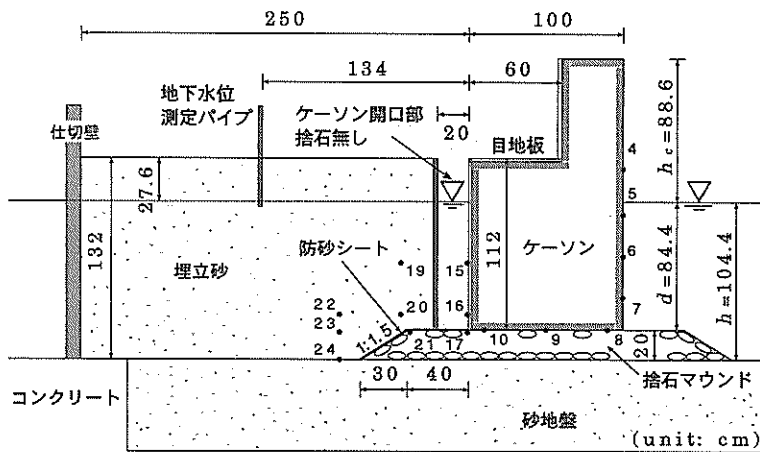 250
100
134
60
地下水位
測定パイプ
ケーソン開口部
捨石無し
20
目地板
仕切壁
27.6
132
112
h_c=88.6
d=84.4
h=104.4
4
5
6
7
ケーソン
防砂シート
埋立砂
19
15
20
16
22
23
24
1:1.5
21
17
10
9
8
20
30
40
捨石マウンド
コンクリート
砂地盤
(unit: cm)